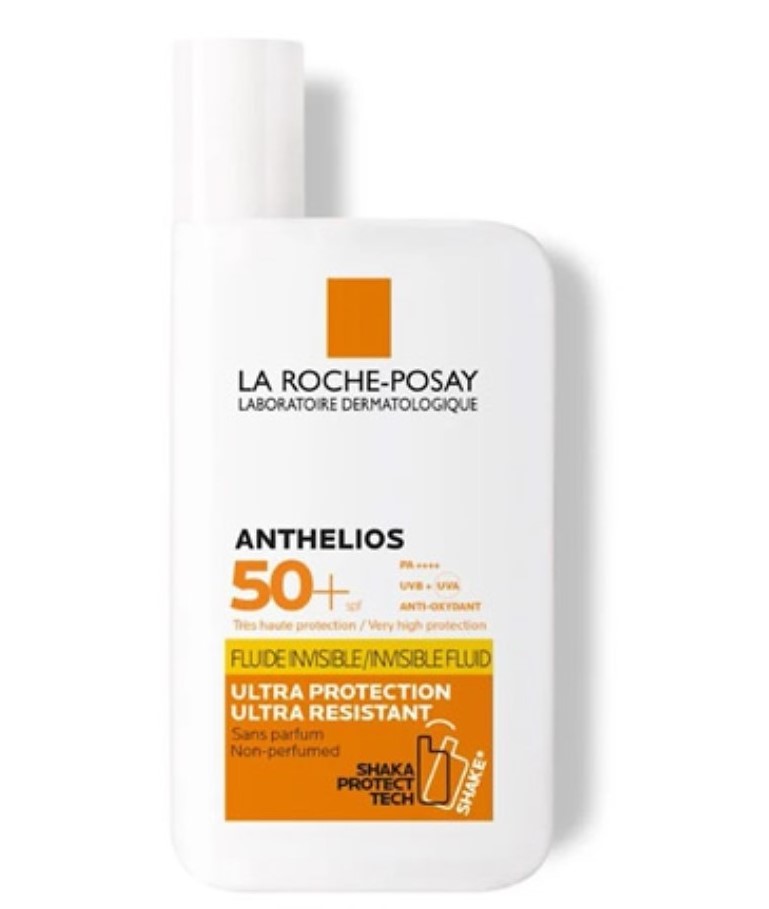 LA ROCHE-POSAY
LABORATOIRE DERMATOLOGIQUE
ANTHELIOS
50+ spf
PA ++++
UVB + UVA
ANTI-OXYDANT
Très haute protection / Very high protection
FLUIDE INVISIBLE/INVISIBLE FLUID
ULTRA PROTECTION
ULTRA RESISTANT
Sans parfum
Non-perfumed
SHAKA
PROTECT
TECH
SHAKE*